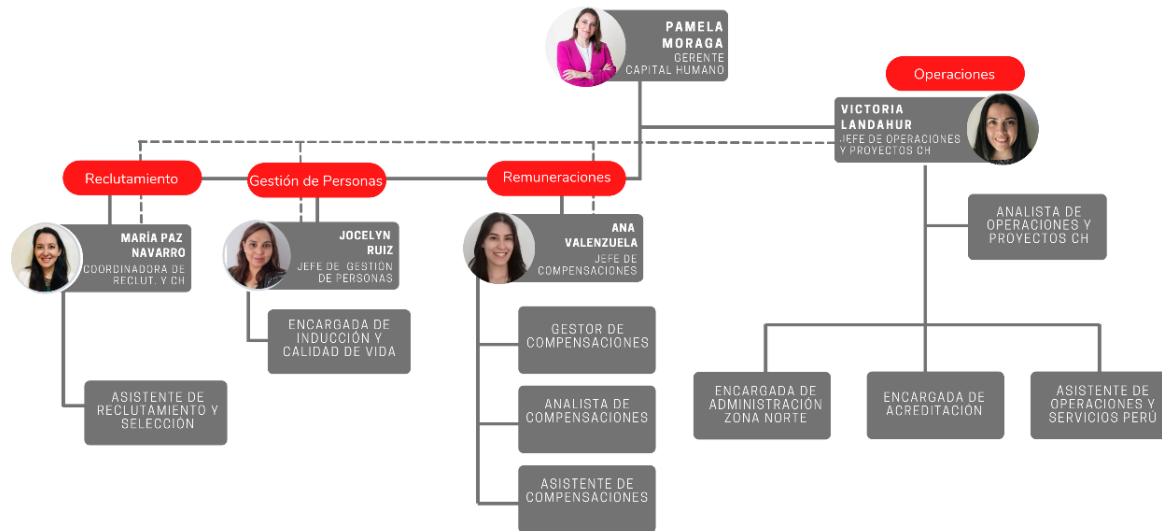 PAMELA
MORAGA
GERENTE
CAPITAL HUMANO
Operaciones
VICTORIA
LANDAHUR
JEFE DE OPERACIONES
Y PROYECTOS CH
Reclutamiento
Gestión de Personas
Remuneraciones
MARÍA PAZ
NAVARRO
COORDINADORA DE
RECLUT. Y CH
JOCELYN
RUIZ
JEFE DE GESTIÓN
DE PERSONAS
ANA
VALENZUELA
JEFE DE
COMPENSACIONES
ANALISTA DE
OPERACIONES Y
PROYECTOS CH
ENCARGADA DE
INDUCCIÓN Y
CALIDAD DE VIDA
GESTOR DE
COMPENSACIONES
ASISTENTE DE
RECLUTAMIENTO Y
SELECCIÓN
ANALISTA DE
COMPENSACIONES
ENCARGADA DE
ADMINISTRACIÓN
ZONA NORTE
ENCARGADA DE
ACREDITACIÓN
ASISTENTE DE
OPERACIONES Y
SERVICIOS PERÚ
ASISTENTE DE
COMPENSACIONES